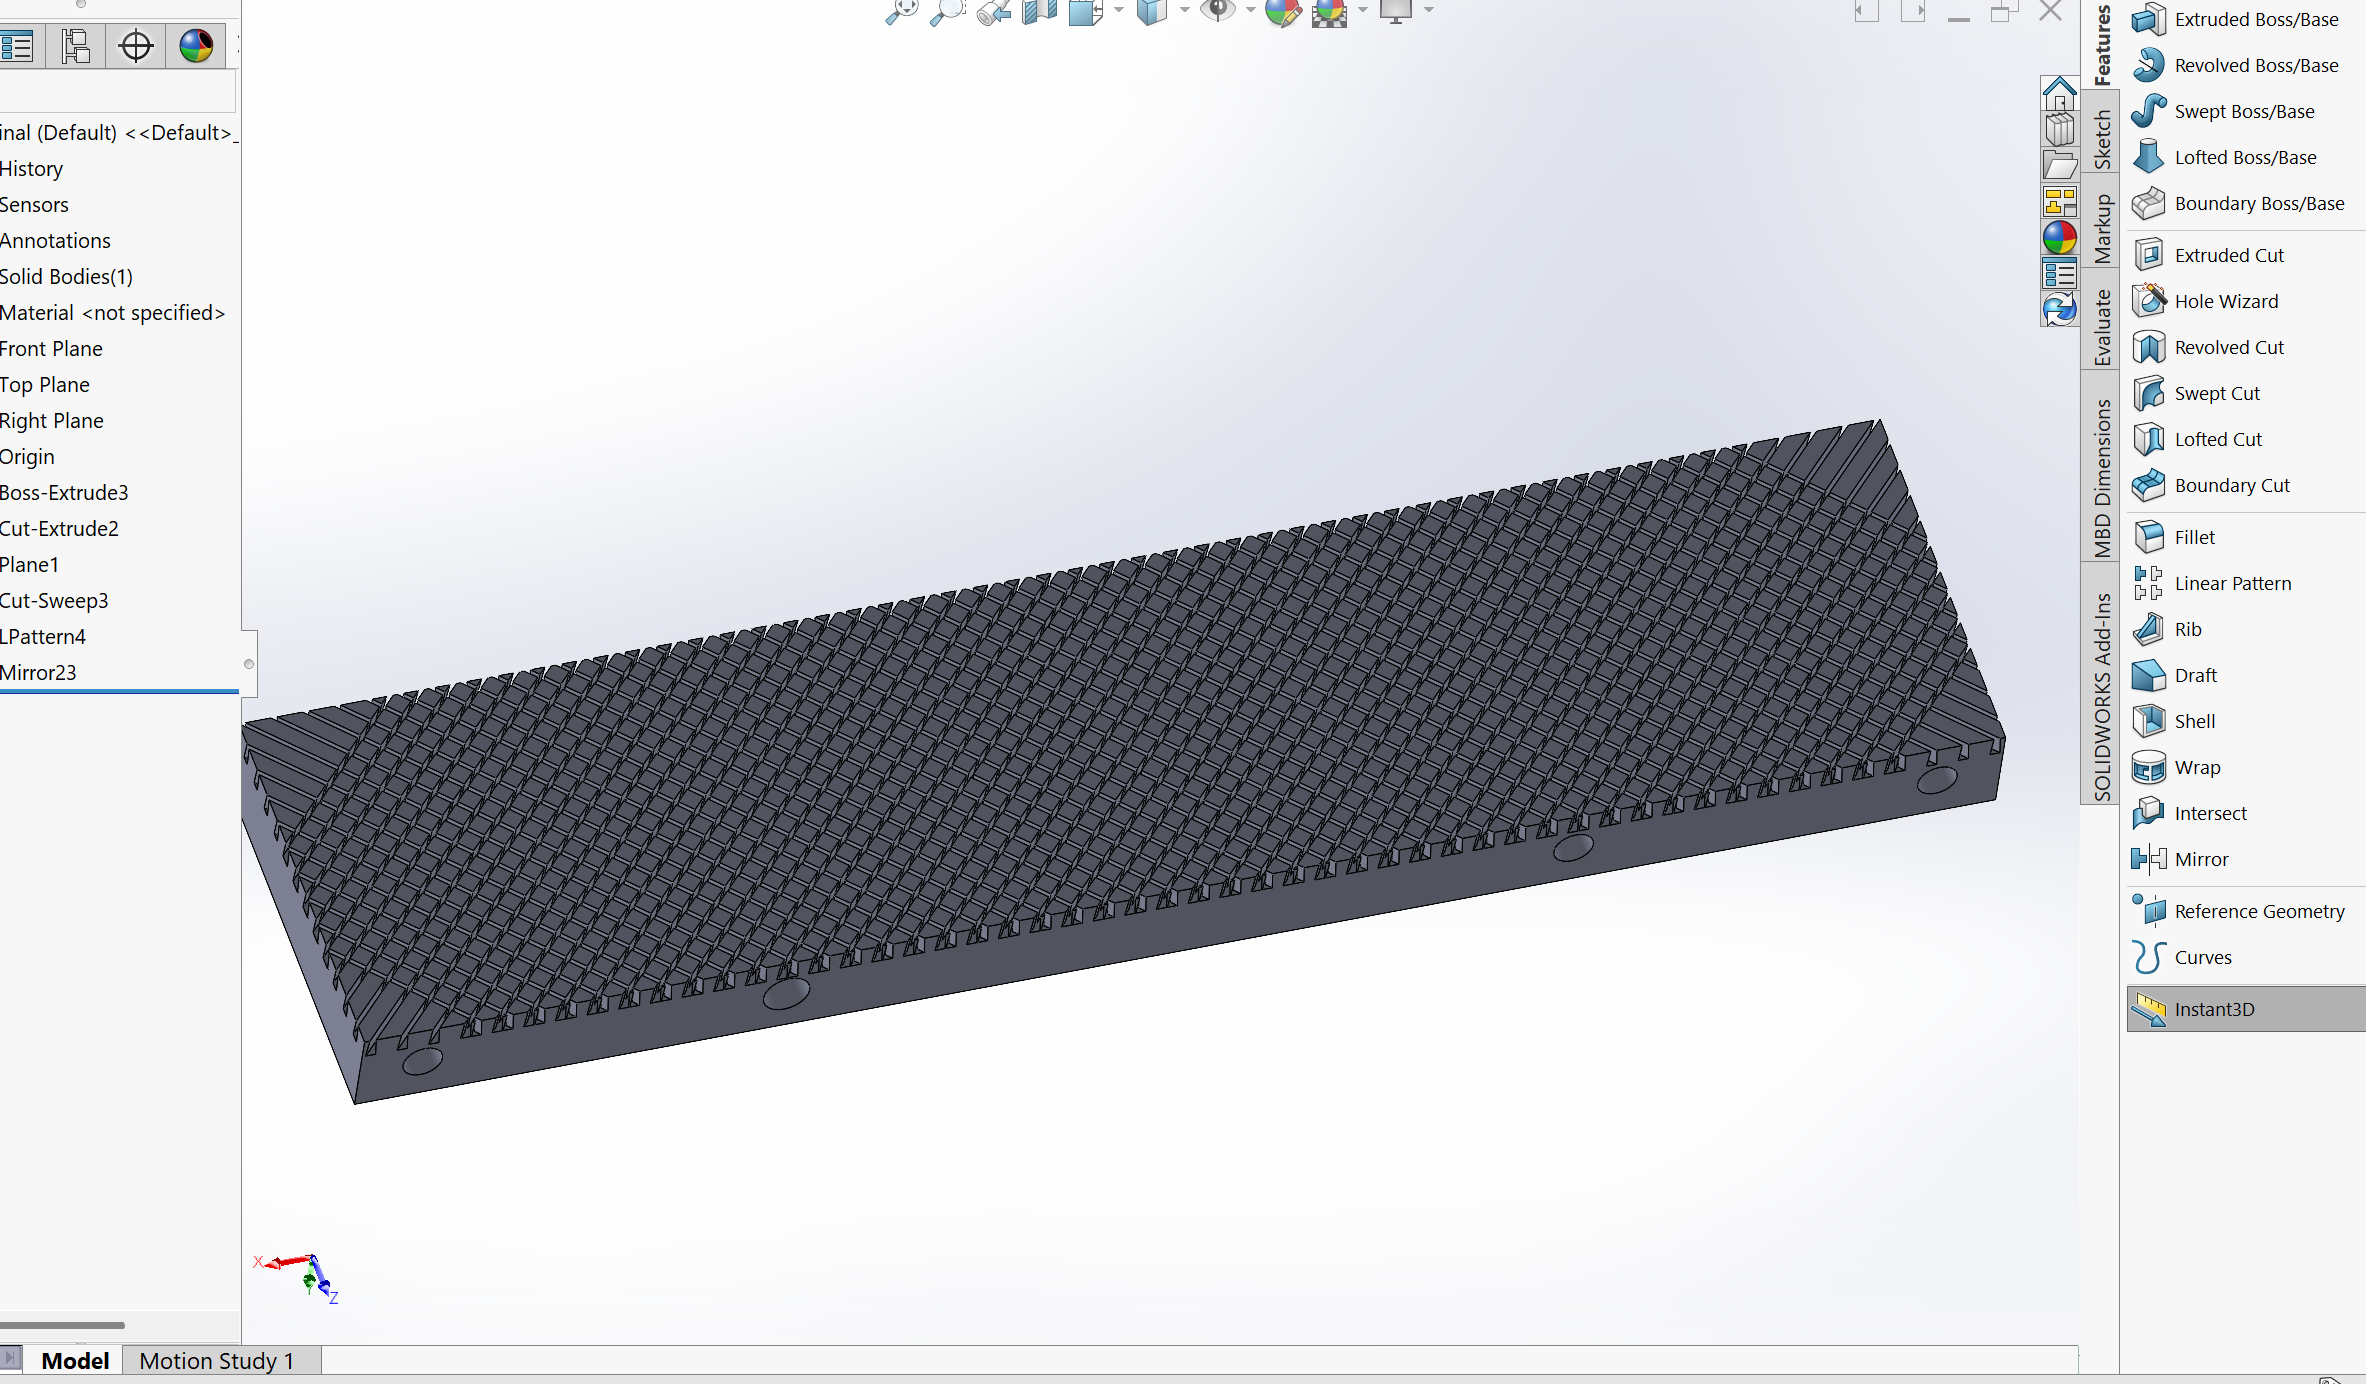 inal (Default) <<Default>_
History
Sensors
Annotations
Solid Bodies(1)
Material <not specified>
Front Plane
Top Plane
Right Plane
Origin
Boss-Extrude3
Cut-Extrude2
Plane1
Cut-Sweep3
LPattern4
Mirror23
X
Z
Model
Motion Study 1
Features
Sketch
Markup
Evaluate
MBD Dimensions
SOLIDWORKS Add-Ins
Extruded Boss/Base
Revolved Boss/Base
Swept Boss/Base
Lofted Boss/Base
Boundary Boss/Base
Extruded Cut
Hole Wizard
Revolved Cut
Swept Cut
Lofted Cut
Boundary Cut
Fillet
Linear Pattern
Rib
Draft
Shell
Wrap
Intersect
Mirror
Reference Geometry
Curves
Instant3D